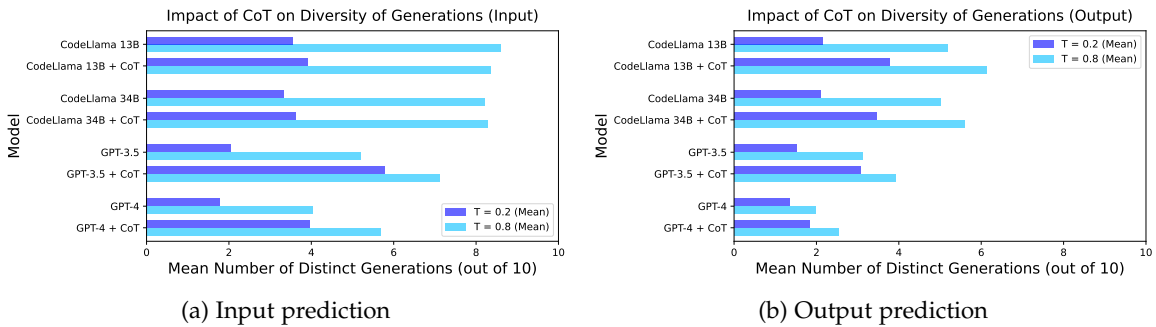 Impact of CoT on Diversity of Generations (Input)
Model
CodeLlama 13B
CodeLlama 13B + CoT
CodeLlama 34B
CodeLlama 34B + CoT
GPT-3.5
GPT-3.5 + CoT
GPT-4
GPT-4 + CoT
T = 0.2 (Mean)
T = 0.8 (Mean)
0 2 4 6 8 10
Mean Number of Distinct Generations (out of 10)
(a) Input prediction
Impact of CoT on Diversity of Generations (Output)
Model
CodeLlama 13B
CodeLlama 13B + CoT
CodeLlama 34B
CodeLlama 34B + CoT
GPT-3.5
GPT-3.5 + CoT
GPT-4
GPT-4 + CoT
T = 0.2 (Mean)
T = 0.8 (Mean)
0 2 4 6 8 10
Mean Number of Distinct Generations (out of 10)
(b) Output prediction